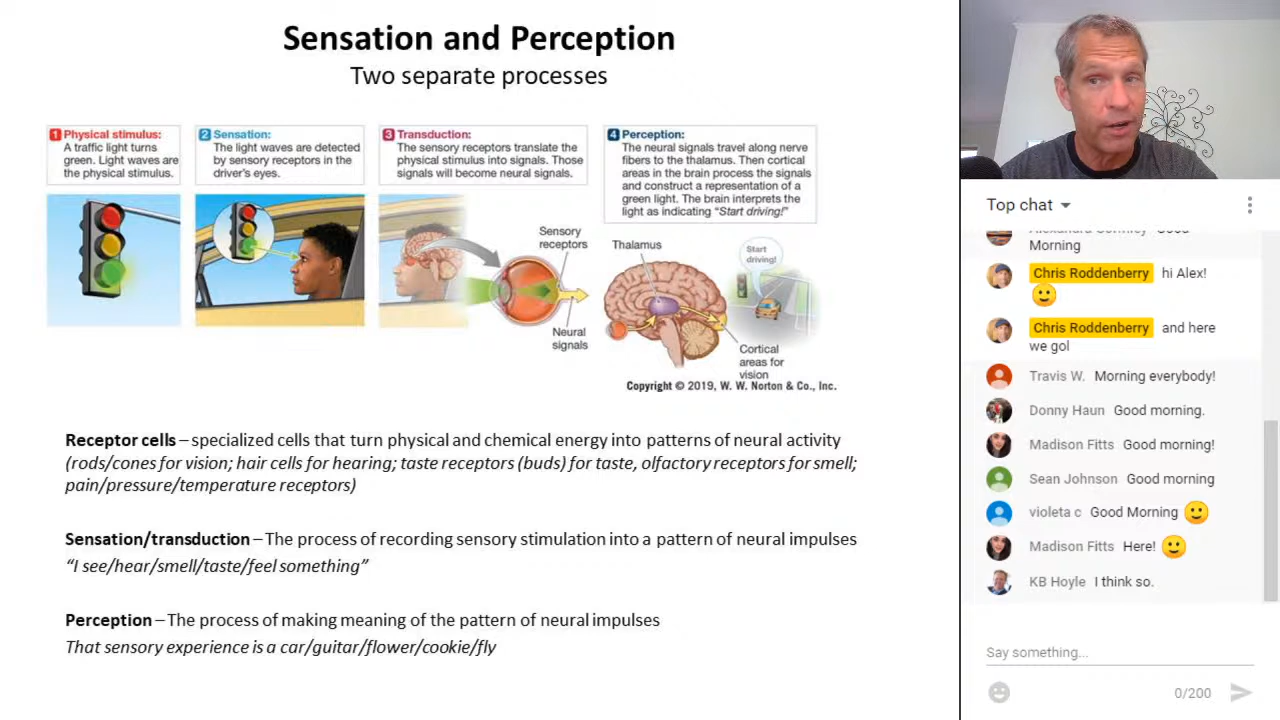 Sensation and Perception
Two separate processes
1 Physical stimulus:
A traffic light turns
green. Light waves are
the physical stimulus.
2 Sensation:
The light waves are detected
by sensory receptors in the
driver's eyes.
3 Transduction:
The sensory receptors translate the
physical stimulus into signals. Those
signals will become neural signals.
4 Perception:
The neural signals travel along nerve
fibers to the thalamus. Then cortical
areas in the brain process the signals
and construct a representation of a
green light. The brain interprets the
light as indicating "Start driving!"
Sensory
receptors
Neural
signals
Thalamus
Start
driving!
Cortical
areas for
vision
Copyright © 2019, W. W. Norton & Co., Inc.
Receptor cells – specialized cells that turn physical and chemical energy into patterns of neural activity
(rods/cones for vision; hair cells for hearing; taste receptors (buds) for taste, olfactory receptors for smell;
pain/pressure/temperature receptors)
Sensation/transduction – The process of recording sensory stimulation into a pattern of neural impulses
"I see/hear/smell/taste/feel something"
Perception – The process of making meaning of the pattern of neural impulses
That sensory experience is a car/guitar/flower/cookie/fly
Top chat
Morning
Chris Roddenberry hi Alex!
Chris Roddenberry and here
we go!
Travis W. Morning everybody!
Donny Haun Good morning.
Madison Fitts Good morning!
Sean Johnson Good morning
violeta c Good Morning
Madison Fitts Here!
KB Hoyle I think so.
Say something...
0/200